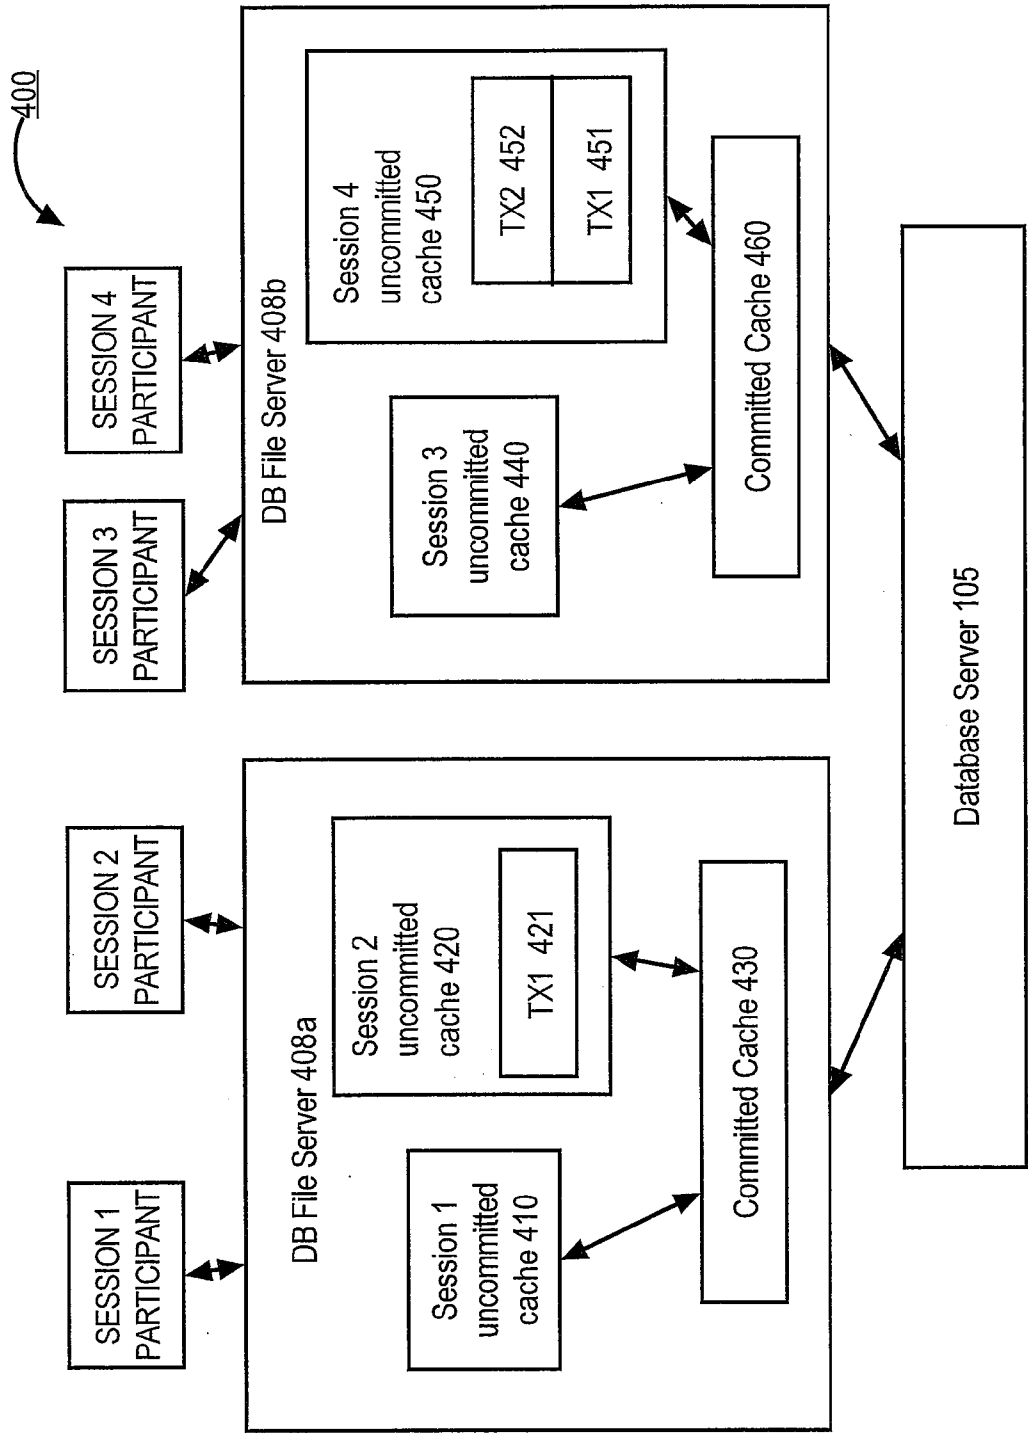 400
SESSION 1
PARTICIPANT
SESSION 2
PARTICIPANT
SESSION 3
PARTICIPANT
SESSION 4
PARTICIPANT
DB File Server 408a
Session 1
uncommitted
cache 410
Session 2
uncommitted
cache 420
TX1 421
Committed Cache 430
DB File Server 408b
Session 3
uncommitted
cache 440
Session 4
uncommitted
cache 450
TX2 452
TX1 451
Committed Cache 460
Database Server 105